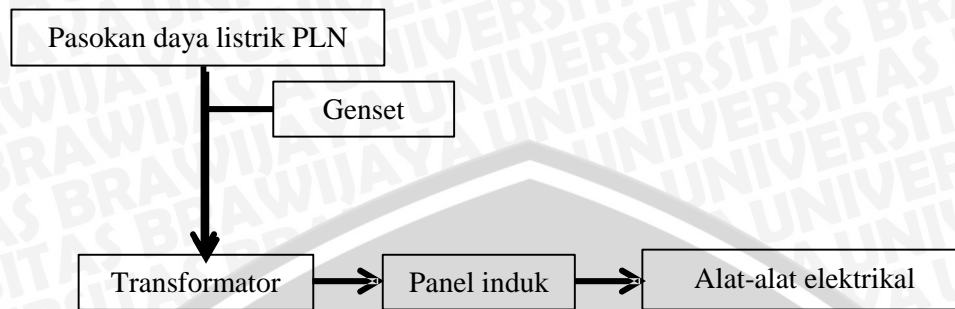 Pasokan daya listrik PLN
Genset
Transformator
Panel induk
Alat-alat elektrikal